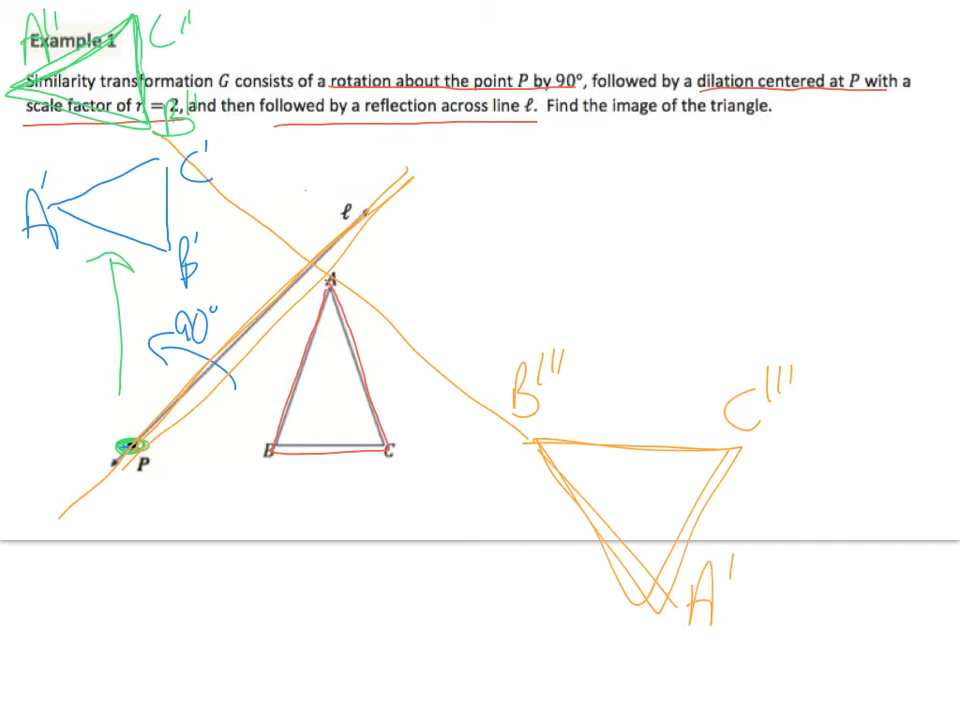 A'' C''
Example 1
Similarity transformation G consists of a rotation about the point P by 90°, followed by a dilation centered at P with a
scale factor of r = 2, and then followed by a reflection across line ℓ. Find the image of the triangle.
B''
C'
A'
ℓ
B'
A
90°
B'''
C'''
B C
P
A'